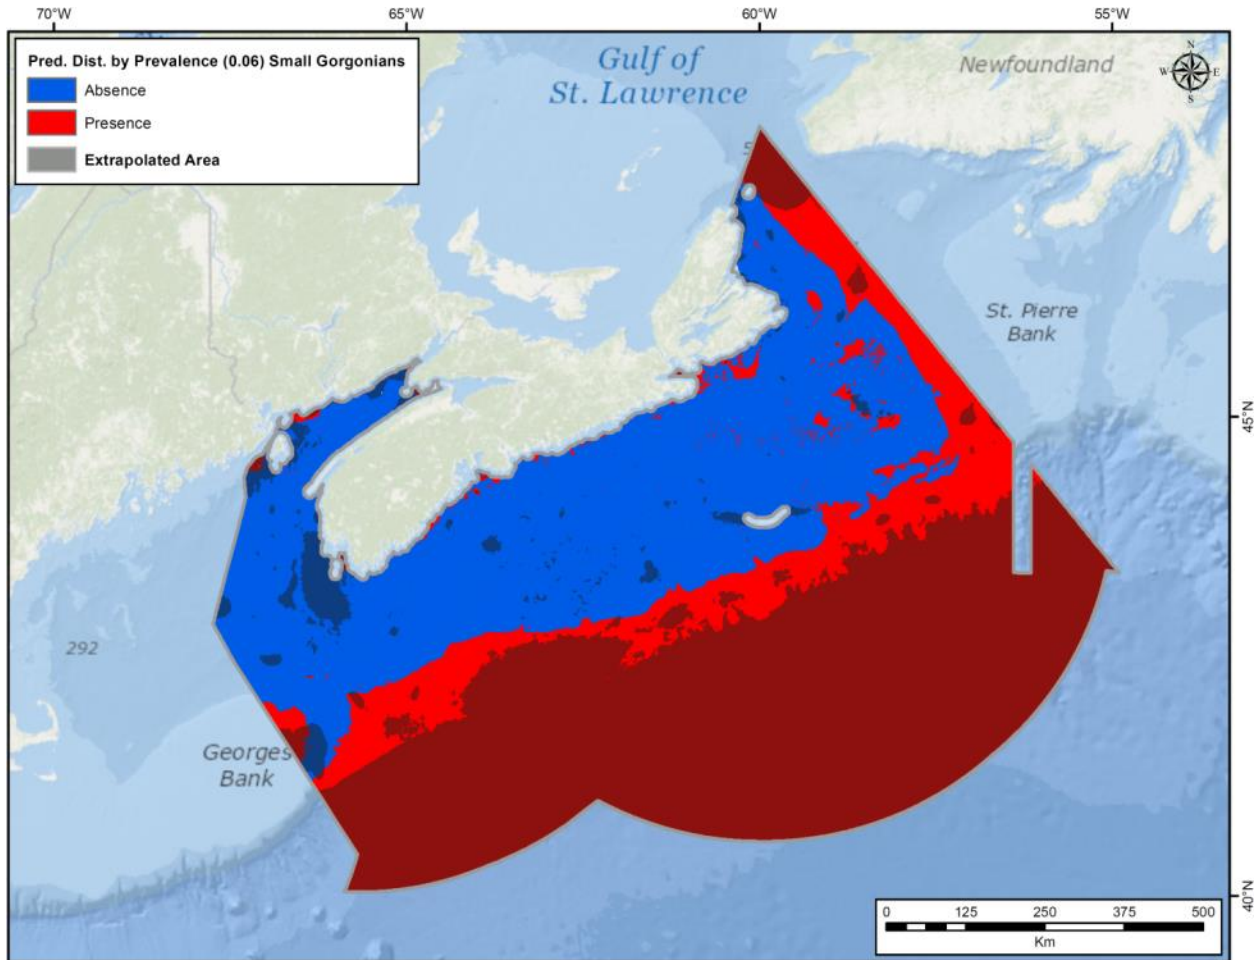 70°W 65°W 60°W 55°W
Pred. Dist. by Prevalence (0.06) Small Gorgonians
Absence
Presence
Extrapolated Area
Gulf of
St. Lawrence
Newfoundland
N
W E
S
5
St. Pierre
Bank
45°N
292
Georges
Bank
40°N
0 125 250 375 500
Km